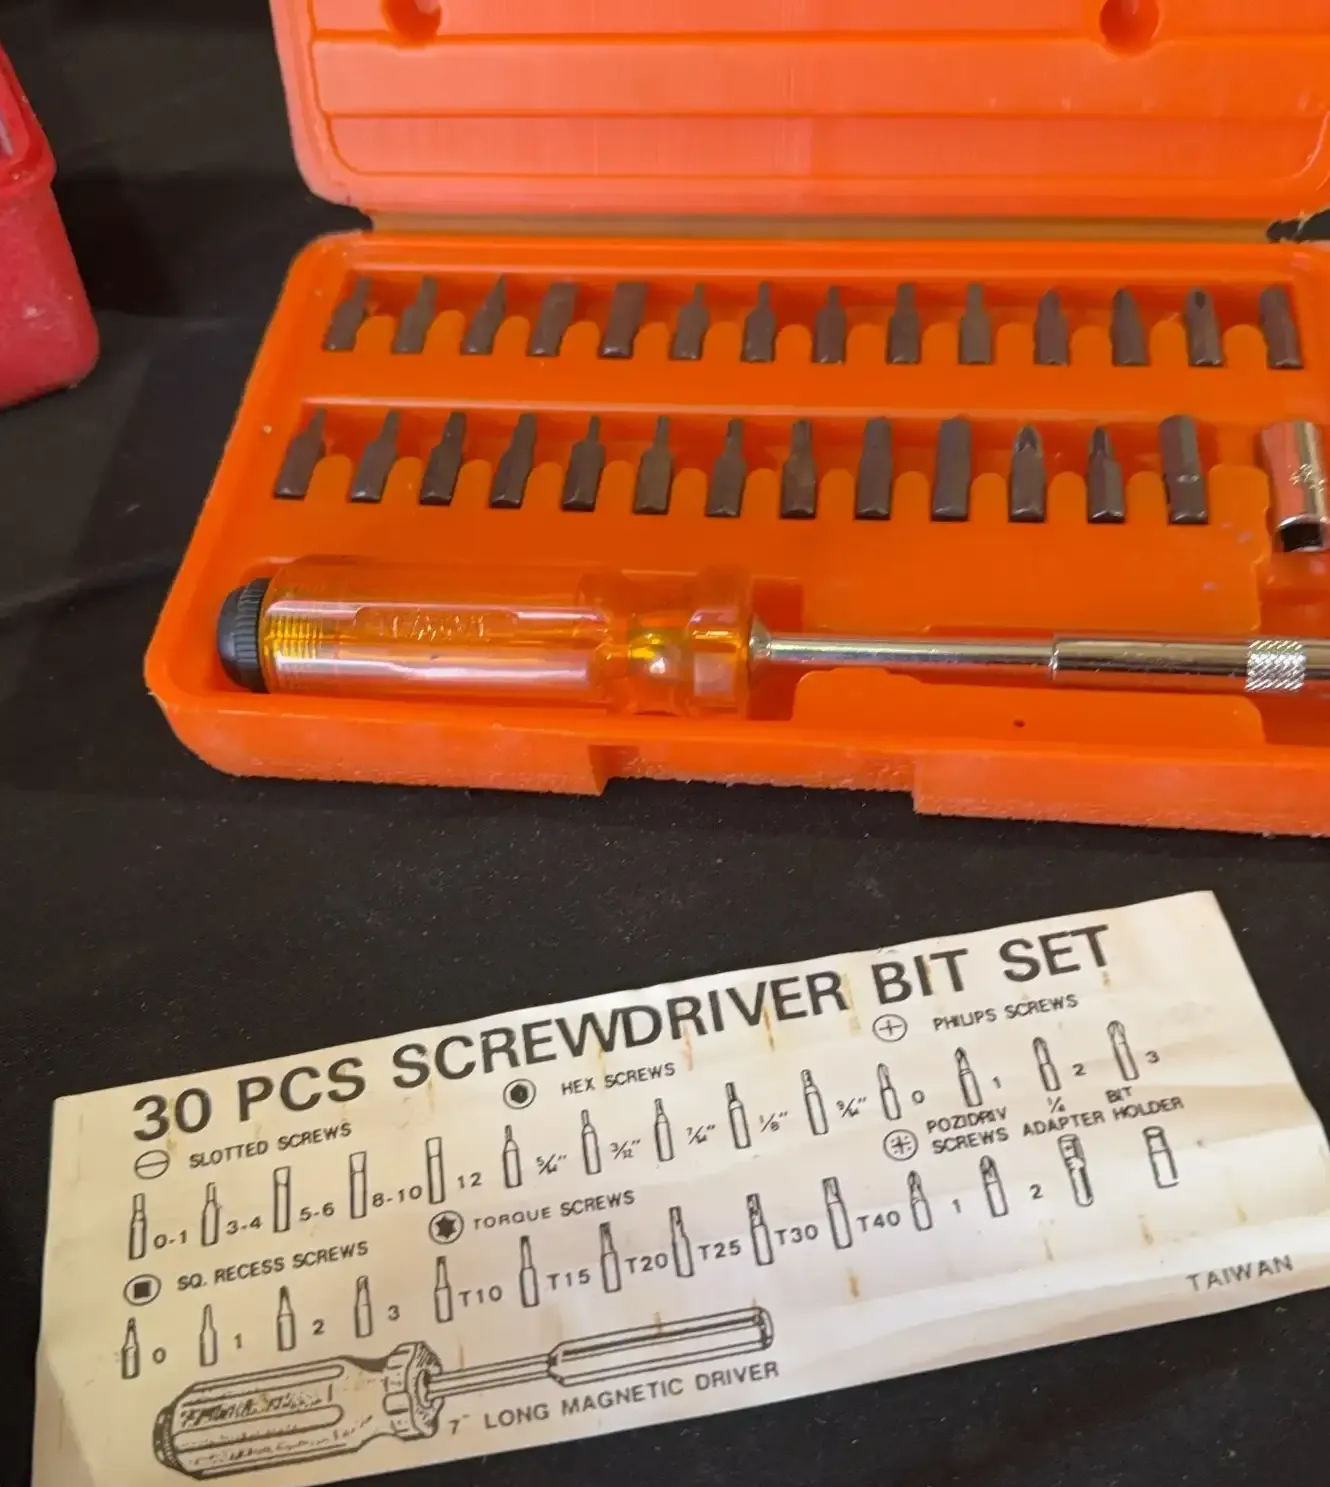 30 PCS SCREWDRIVER BIT SET
SLOTTED SCREWS
HEX SCREWS
PHILIPS SCREWS
0-1 3-4 5-6 8-10 12 5/64" 3/32" 7/64" 1/8" 9/64" 0 1 2 3
SQ. RECESS SCREWS
TORQUE SCREWS
POZIDRIV SCREWS
1/4 ADAPTER
BIT HOLDER
0 1 2 3 T10 T15 T20 T25 T30 T40 1 2
7" LONG MAGNETIC DRIVER
TAIWAN